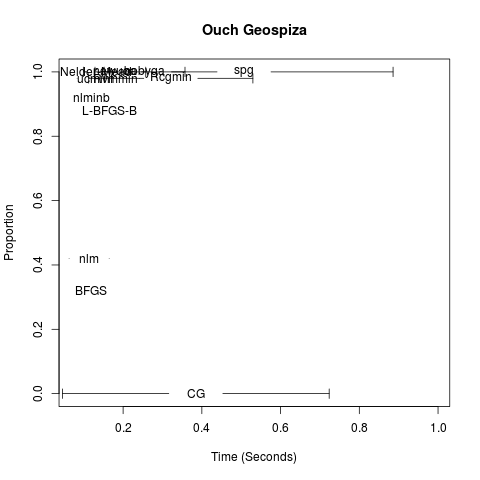 Ouch Geospiza
Proportion
1.0
0.8
0.6
0.4
0.2
0.0
spg
Rcgmin
nlminb
L-BFGS-B
nlm
BFGS
CG
0.2 0.4 0.6 0.8 1.0
Time (Seconds)